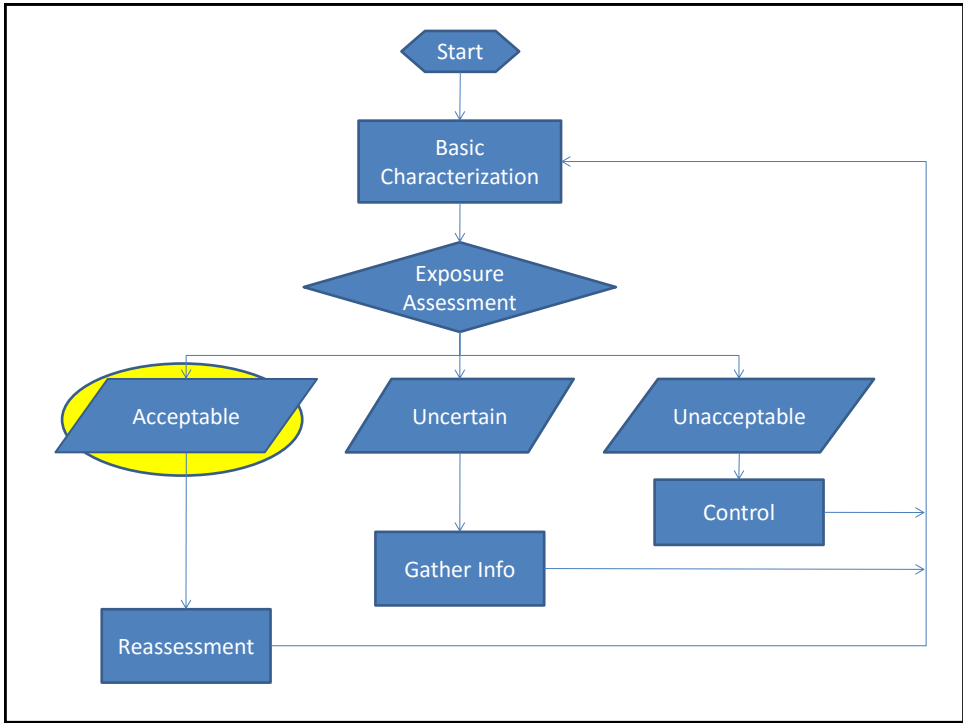 Start
Basic
Characterization
Exposure
Assessment
Acceptable
Uncertain
Unacceptable
Control
Gather Info
Reassessment